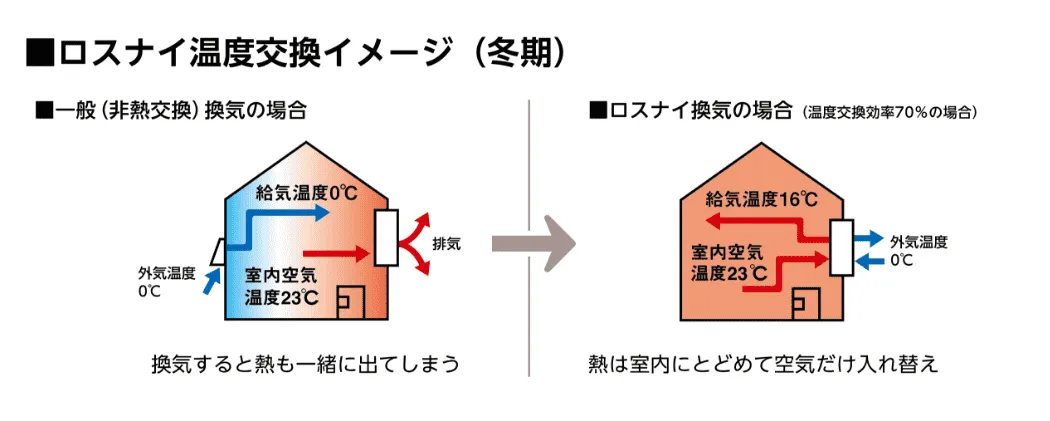 ■ロスナイ温度交換イメージ（冬期）
■一般（非熱交換）換気の場合
給気温度0℃
外気温度
0℃
室内空気
温度23℃
排気
換気すると熱も一緒に出てしまう
■ロスナイ換気の場合（温度交換効率70％の場合）
給気温度16℃
室内空気
温度23℃
外気温度
0℃
熱は室内にとどめて空気だけ入れ替え